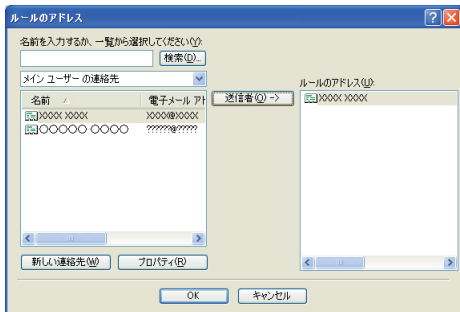 ルールのアドレス
名前を入力するか、一覧から選択してください(Y):
検索(D)...
メイン ユーザー の連絡先
ルールのアドレス(U):
名前
電子メール アド
送信者(O) ->
XXXX XXXX
XXXX@XXXX
XXXX XXXX
○○○○○ ○○○○
??????@?????
新しい連絡先(W)
プロパティ(R)
OK
キャンセル